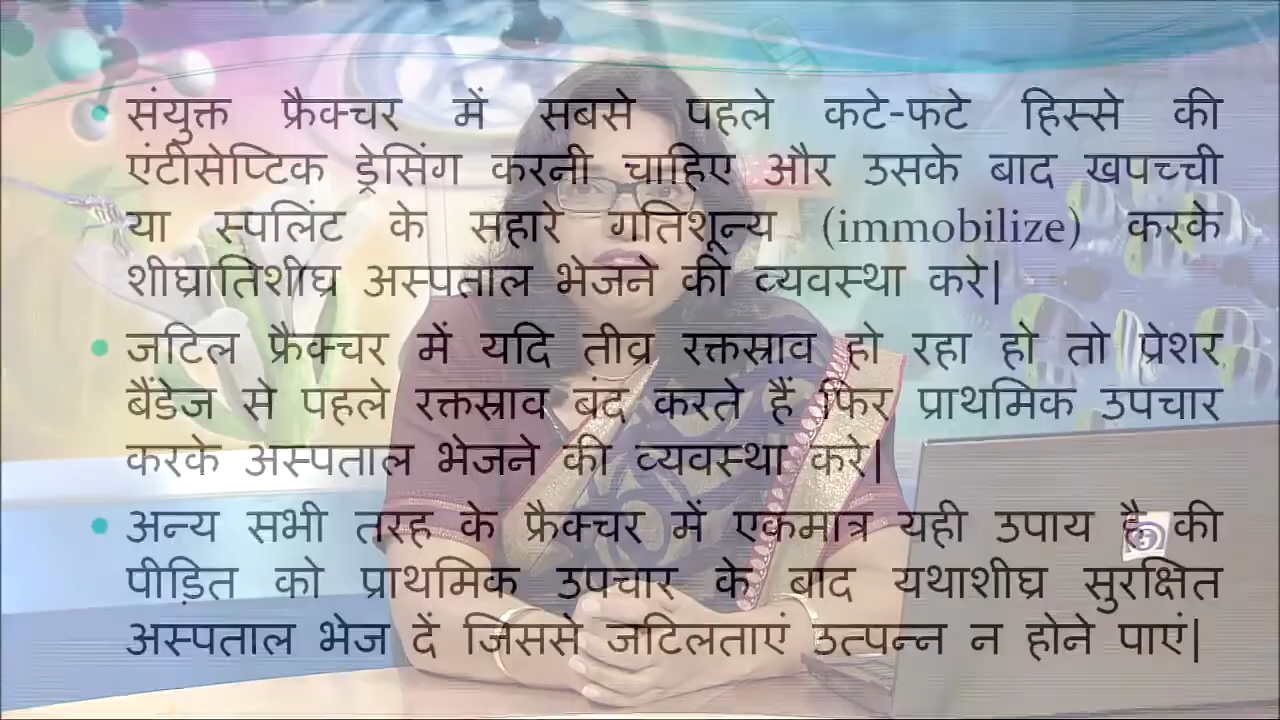 संयुक्त फ्रैक्चर में सबसे पहले कटे-फटे हिस्से की
एंटीसेप्टिक ड्रेसिंग करनी चाहिए और उसके बाद खपच्ची
या स्पलिंट के सहारे गतिशून्य (immobilize) करके
शीघ्रातिशीघ्र अस्पताल भेजने की व्यवस्था करे|
जटिल फ्रैक्चर में यदि तीव्र रक्तस्राव हो रहा हो तो प्रेशर
बैंडेज से पहले रक्तस्राव बंद करते हैं फिर प्राथमिक उपचार
करके अस्पताल भेजने की व्यवस्था करे|
अन्य सभी तरह के फ्रैक्चर में एकमात्र यही उपाय है की
पीड़ित को प्राथमिक उपचार के बाद यथाशीघ्र सुरक्षित
अस्पताल भेज दें जिससे जटिलताएं उत्पन्न न होने पाएं|